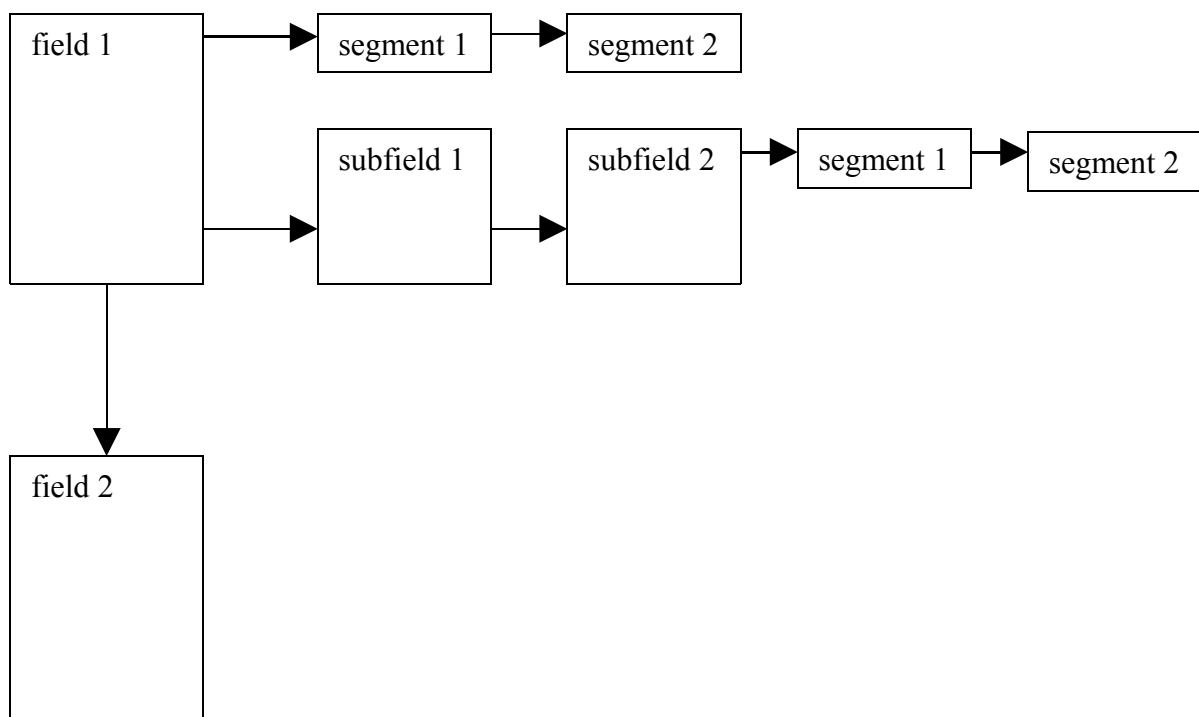 field 1
segment 1
segment 2
subfield 1
subfield 2
segment 1
segment 2
field 2